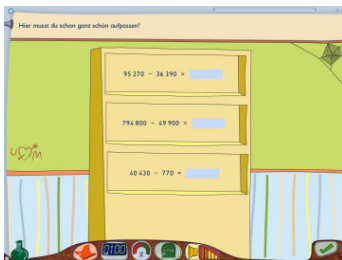 Hier musst du schon ganz schön aufpassen!
95 270 - 36 390 =
794 800 - 49 900 =
40 430 - 770 =